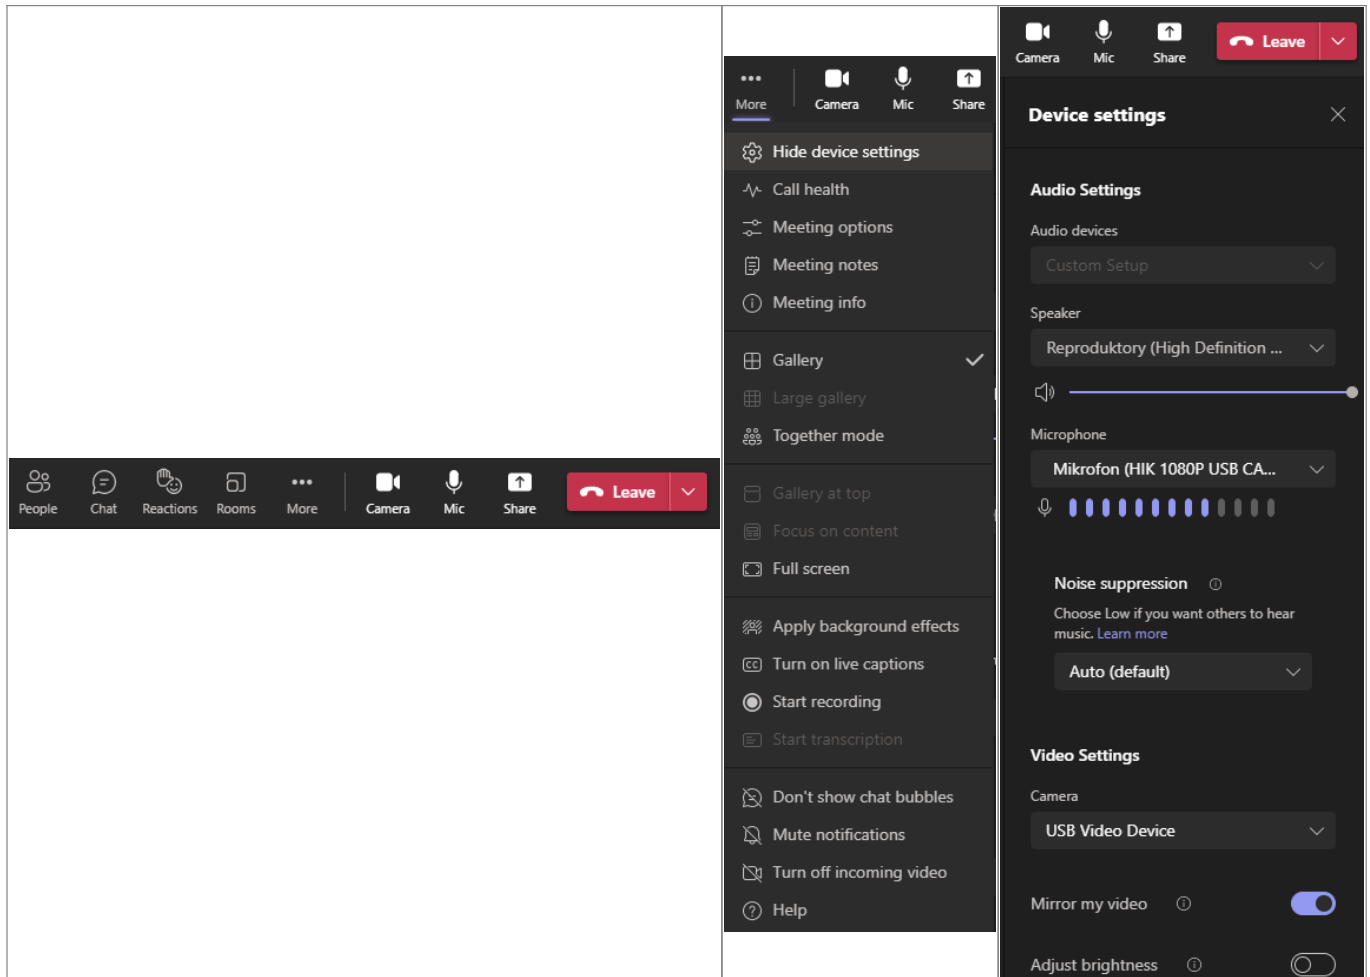 People Chat Reactions Rooms More Camera Mic Share Leave
More Camera Mic Share
Hide device settings
Call health
Meeting options
Meeting notes
Meeting info
Gallery
Large gallery
Together mode
Gallery at top
Focus on content
Full screen
Apply background effects
CC Turn on live captions
Start recording
Start transcription
Don't show chat bubbles
Mute notifications
Turn off incoming video
Help
Camera Mic Share Leave
Device settings
Audio Settings
Audio devices
Custom Setup
Speaker
Reproduktory (High Definition ...
Microphone
Mikrofon (HIK 1080P USB CA...
Noise suppression
Choose Low if you want others to hear
music. Learn more
Auto (default)
Video Settings
Camera
USB Video Device
Mirror my video
Adjust brightness